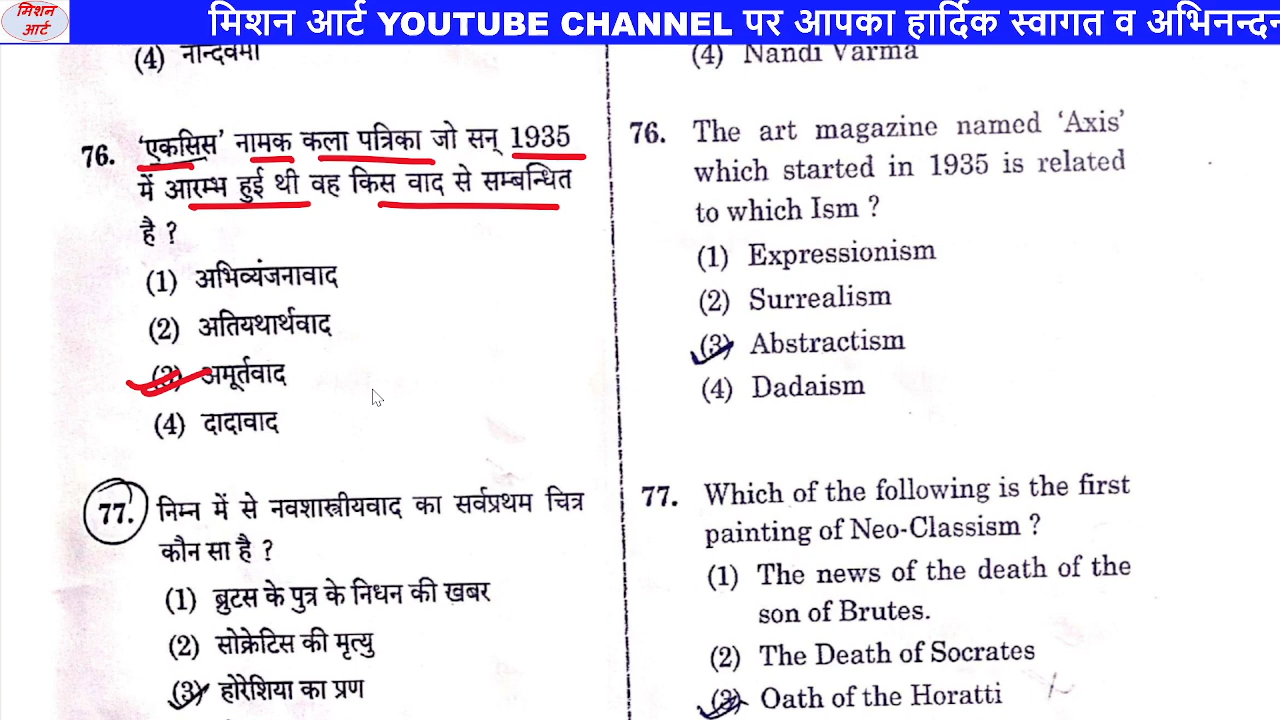 मिशन
आर्ट
मिशन आर्ट YOUTUBE CHANNEL पर आपका हार्दिक स्वागत व अभिनन्दन
(4) नन्दिवर्मा
76. ‘एकसिस’ नामक कला पत्रिका जो सन् 1935
में आरम्भ हुई थी वह किस वाद से सम्बन्धित
है ?
(1) अभिव्यंजनावाद
(2) अतियथार्थवाद
(3) अमूर्तवाद
(4) दादावाद
77. निम्न में से नवशास्त्रीयवाद का सर्वप्रथम चित्र
कौन सा है ?
(1) ब्रुटस के पुत्र के निधन की खबर
(2) सोक्रेटिस की मृत्यु
(3) होरेशिया का प्रण
(4) Nandi Varma
76. The art magazine named ‘Axis’
which started in 1935 is related
to which Ism ?
(1) Expressionism
(2) Surrealism
(3) Abstractism
(4) Dadaism
77. Which of the following is the first
painting of Neo-Classism ?
(1) The news of the death of the
son of Brutes.
(2) The Death of Socrates
(3) Oath of the Horatti